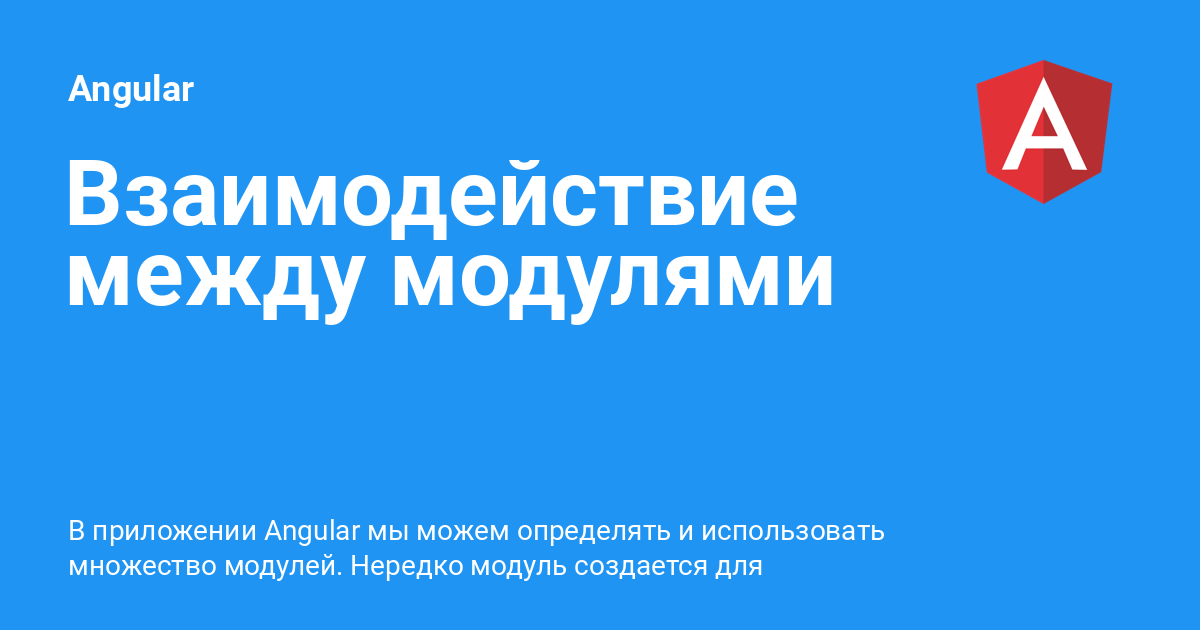 Angular
Взаимодействие
между модулями
В приложении Angular мы можем определять и использовать
множество модулей. Нередко модуль создается для